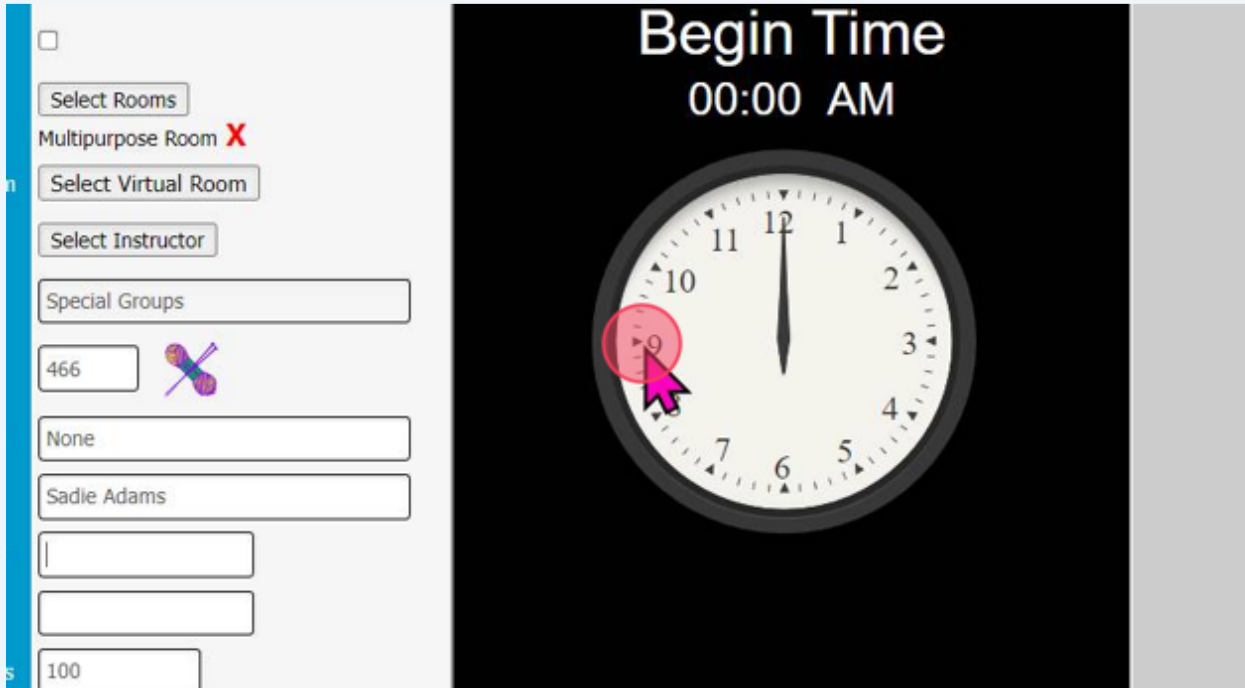 Select Rooms
Multipurpose Room X
Select Virtual Room
Select Instructor
Special Groups
466
None
Sadie Adams
100
Begin Time
00:00 AM
12
1
2
3
4
5
6
7
8
9
10
11